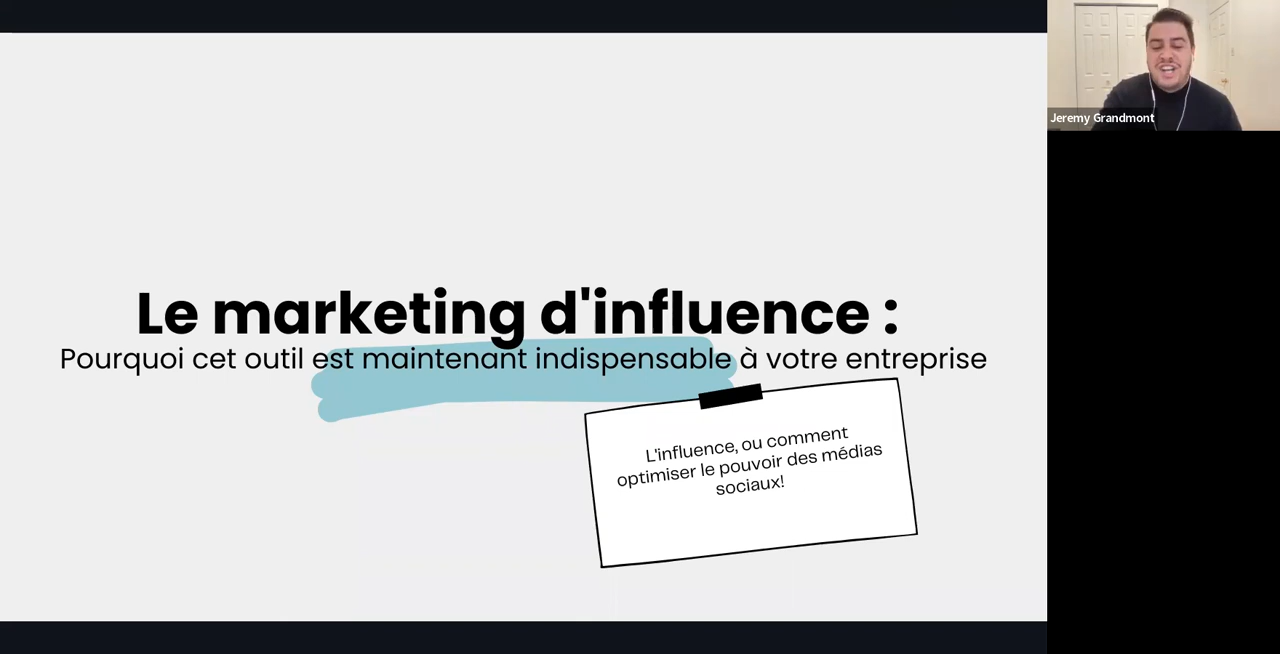 Le marketing d'influence :
Pourquoi cet outil est maintenant indispensable à votre entreprise
L'influence, ou comment
optimiser le pouvoir des médias
sociaux!
Jeremy Grandmont